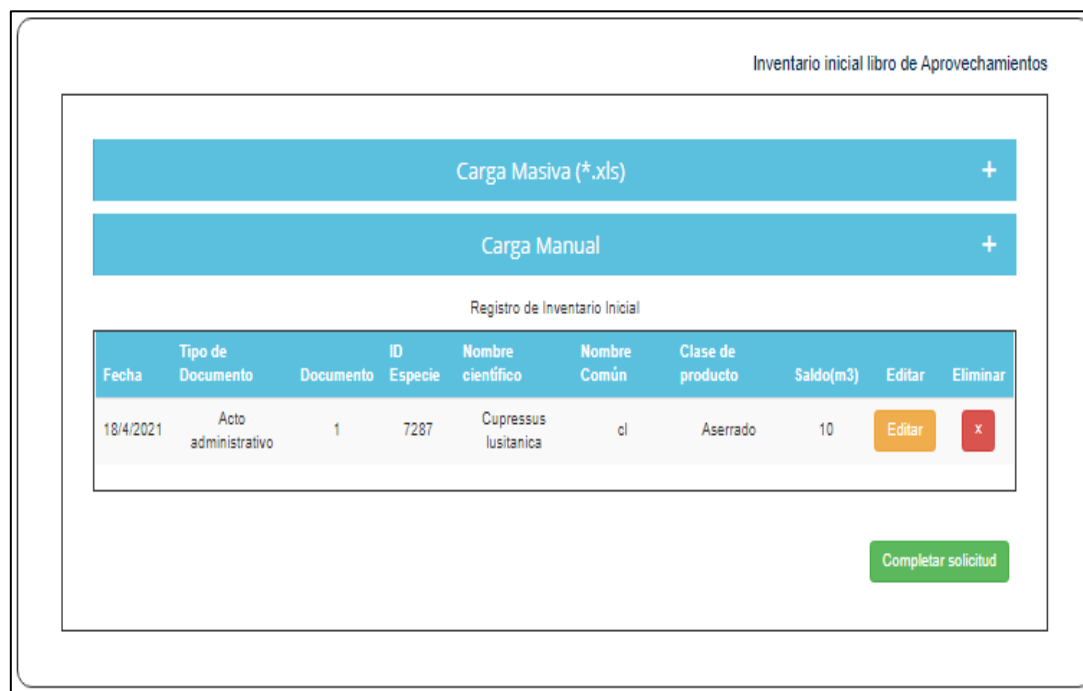 Inventario inicial libro de Aprovechamientos
Carga Masiva (*.xls) +
Carga Manual +
Registro de Inventario Inicial
Fecha Tipo de Documento Documento ID Especie Nombre científico Nombre Común Clase de producto Saldo(m3) Editar Eliminar
18/4/2021 Acto administrativo 1 7287 Cupressus lusitanica cl Aserrado 10 Editar x
Completar solicitud